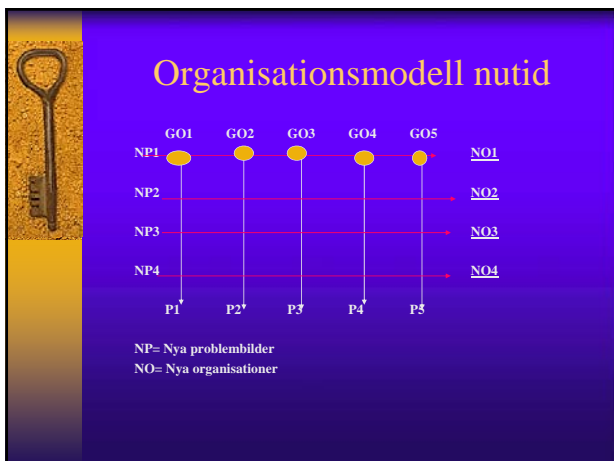 Organisationsmodell nutid
GO1 GO2 GO3 GO4 GO5
NP1 NO1
NP2 NO2
NP3 NO3
NP4 NO4
P1 P2 P3 P4 P5
NP= Nya problembilder
NO= Nya organisationer